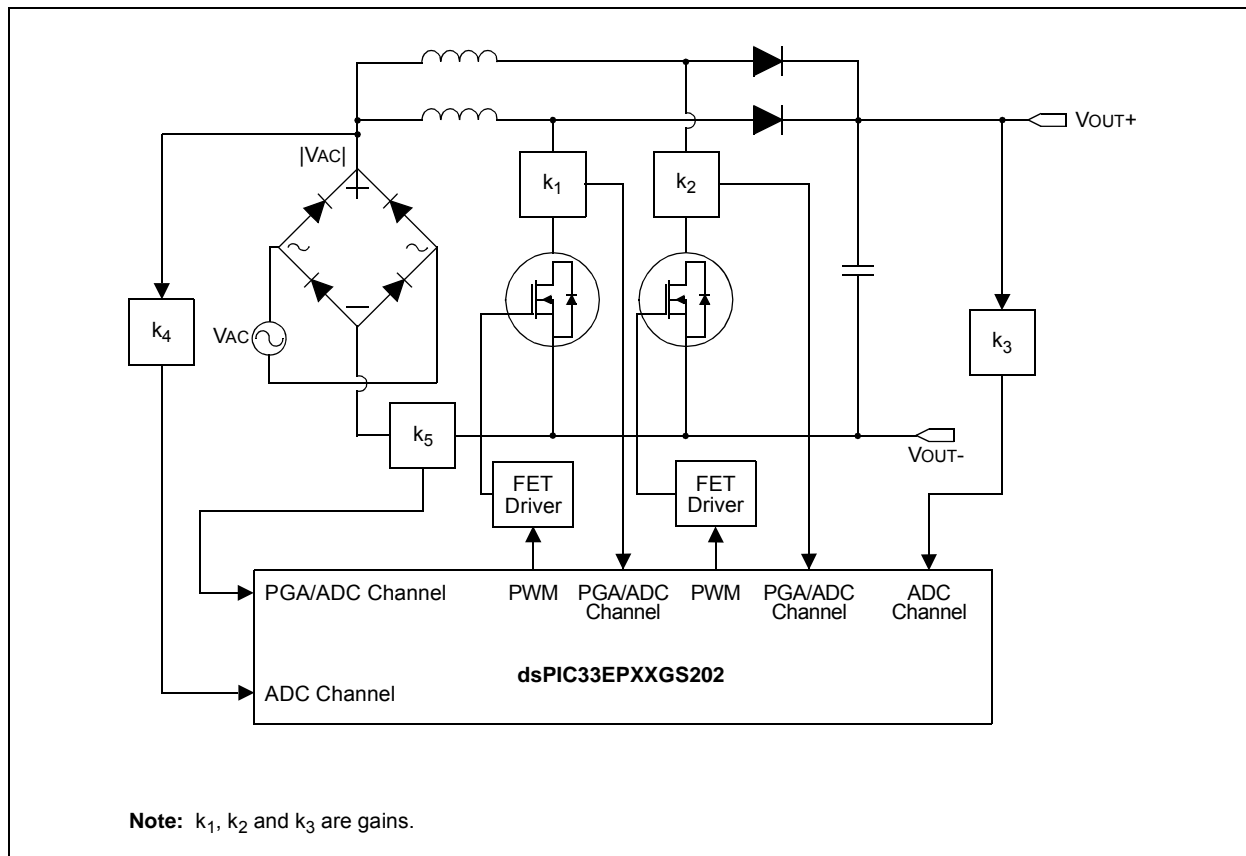 VOUT+
|VAC|
k1
k2
k4
VAC
k3
k5
VOUT-
FET
Driver
FET
Driver
PGA/ADC Channel
PWM
PGA/ADC
Channel
PWM
PGA/ADC
Channel
ADC
Channel
dsPIC33EPXXGS202
ADC Channel
Note: k1, k2 and k3 are gains.